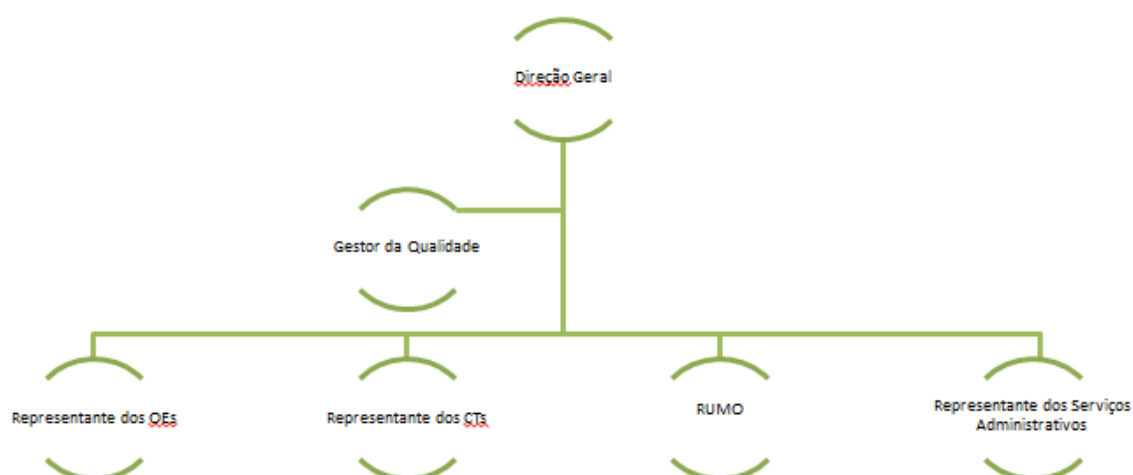 Direção Geral
Gestor da Qualidade
Representante dos OEs
Representante dos CTs
RUMO
Representante dos Serviços
Administrativos